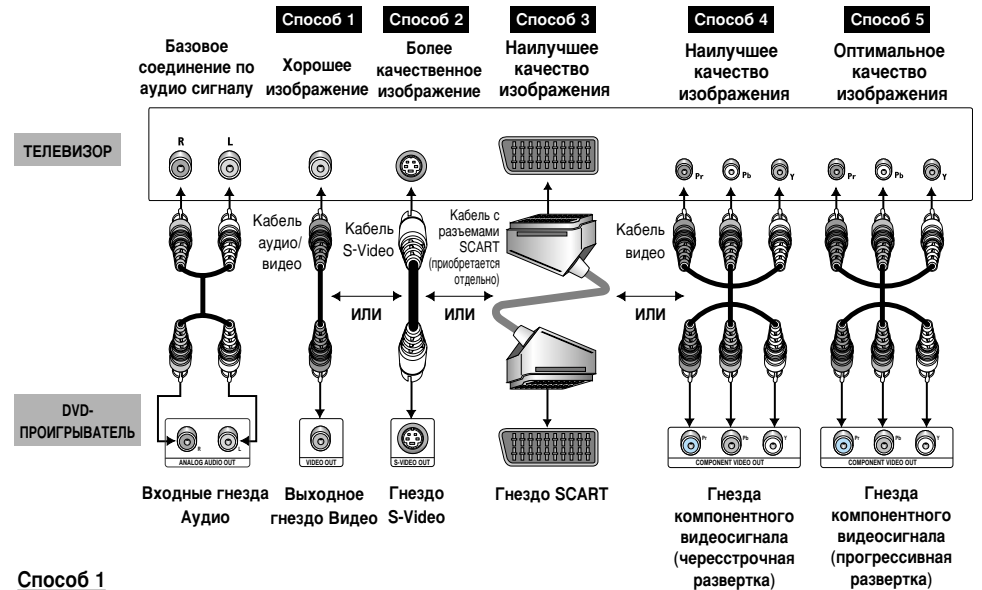 Способ 1
Способ 2
Способ 3
Способ 4
Способ 5
Базовое
соединение по
аудио сигналу
Хорошее
изображение
Более
качественное
изображение
Наилучшее
качество
изображения
Наилучшее
качество
изображения
Оптимальное
качество
изображения
ТЕЛЕВИЗОР
R
L
Pr
Pb
Y
Pr
Pb
Y
Кабель
аудио/
видео
Кабель
S-Video
Кабель с
разъемами
SCART
(приобретается
отдельно)
Кабель
видео
ИЛИ
ИЛИ
ИЛИ
DVD-
ПРОИГРЫВАТЕЛЬ
R
L
ANALOG AUDIO OUT
VIDEO OUT
S-VIDEO OUT
Pr
Pb
Y
COMPONENT VIDEO OUT
Pr
Pb
Y
COMPONENT VIDEO OUT
Входные гнезда
Аудио
Выходное
гнездо Видео
Гнездо
S-Video
Гнездо SCART
Гнезда
компонентного
видеосигнала
(чересстрочная
развертка)
Гнезда
компонентного
видеосигнала
(прогрессивная
развертка)
Способ 1